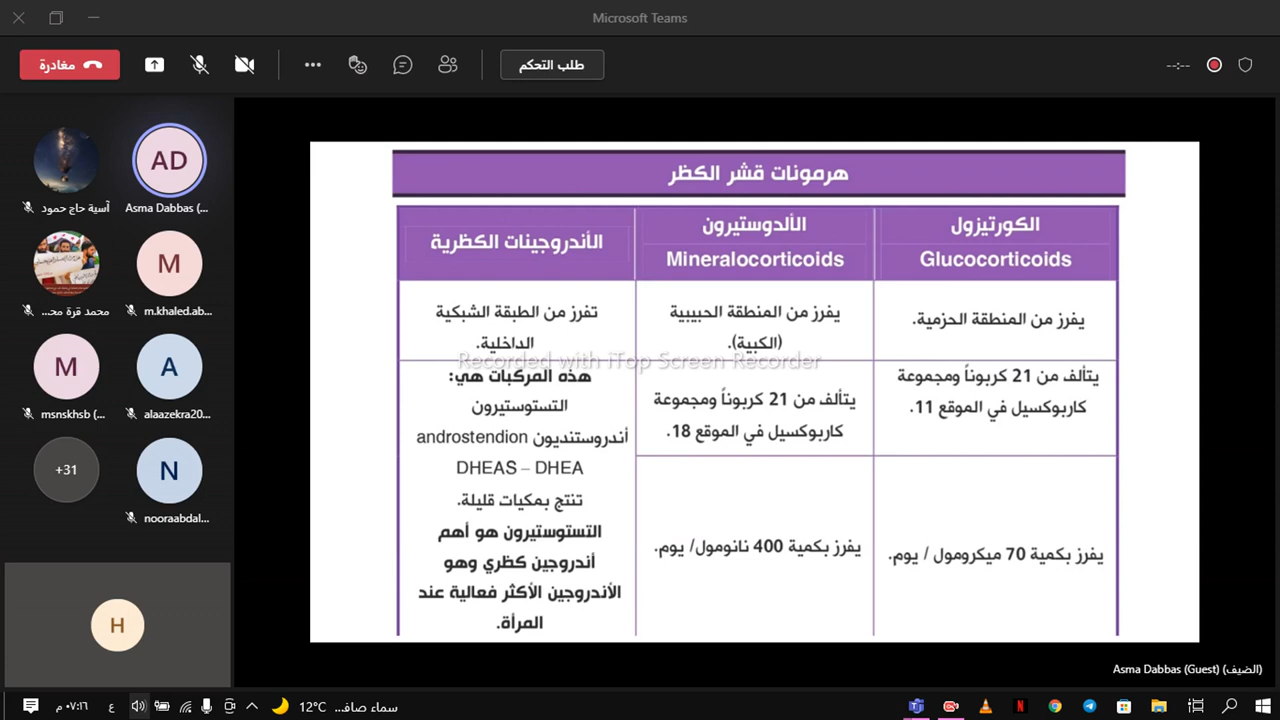 Microsoft Teams
مغادرة
طلب التحكم
--:--
AD
آسية حاج حمود
Asma Dabbas (...
M
محمد قرة محـ...
m.khaled.ab...
M
A
msnskhsb (...
alaazekra20...
+31
N
nooraabdal...
H
هرمونات قشر الكظر
الكورتيزول
Glucocorticoids
الألدوستيرون
Mineralocorticoids
الأندروجينات الكظرية
يفرز من المنطقة الحزمية.
يفرز من المنطقة الحبيبية
(الكبية).
تفرز من الطبقة الشبكية
الداخلية.
Recorded with iTop Screen Recorder
يتألف من 21 كربوناً ومجموعة
كاربوكسيل في الموقع 11.
يتألف من 21 كربوناً ومجموعة
كاربوكسيل في الموقع 18.
هذه المركبات هي:
التستوستيرون
أندروستنديون androstendion
DHEAS – DHEA
تنتج بمكيات قليلة.
التستوستيرون هو أهم
أندروجين كظري وهو
الأندروجين الأكثر فعالية عند
المرأة.
يفرز بكمية 70 ميكرومول / يوم.
يفرز بكمية 400 نانومول/ يوم.
Asma Dabbas (Guest) (الضيف)
٠٧:١٦ م
ع
12°C
سماء صافـ...